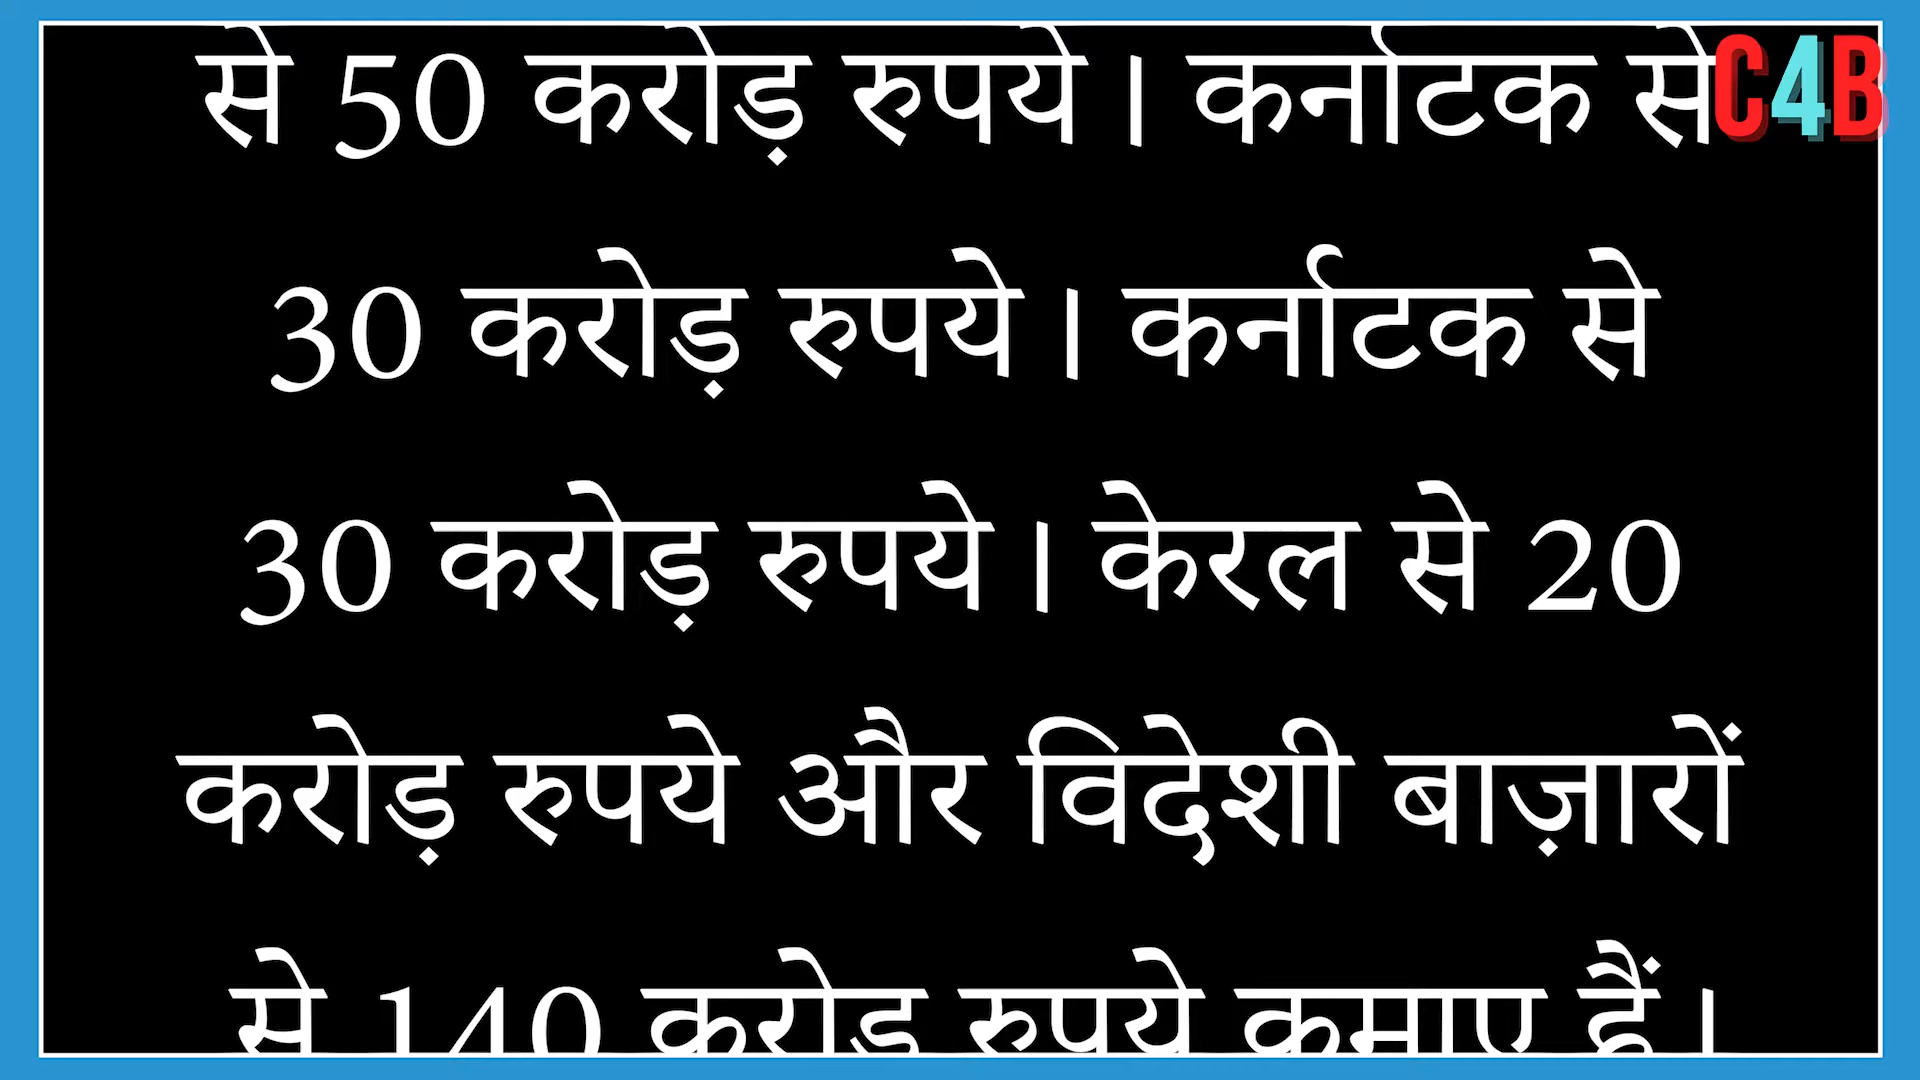 से 50 करोड़ रुपये। कर्नाटक से
C4B
30 करोड़ रुपये। कर्नाटक से
30 करोड़ रुपये। केरल से 20
करोड़ रुपये और विदेशी बाज़ारों
से 140 करोड़ रुपये कमाए हैं।